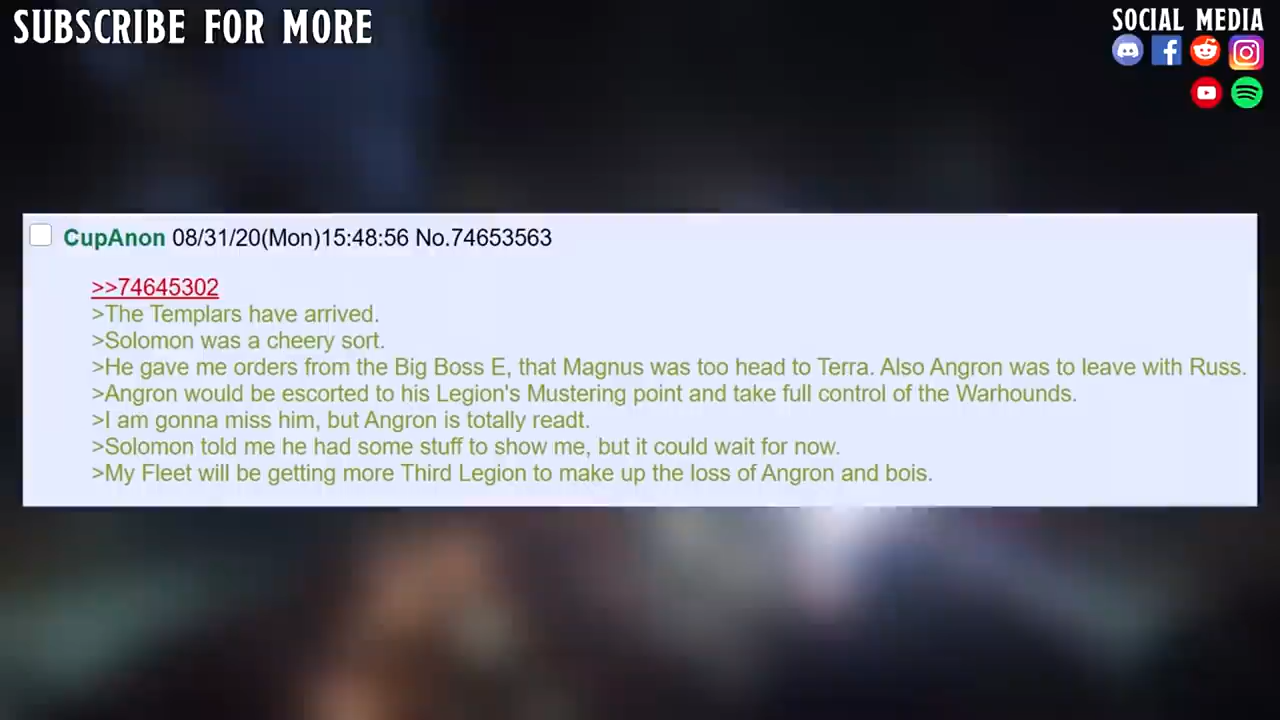 SUBSCRIBE FOR MORE
SOCIAL MEDIA
CupAnon 08/31/20(Mon)15:48:56 No.74653563
>>74645302
>The Templars have arrived.
>Solomon was a cheery sort.
>He gave me orders from the Big Boss E, that Magnus was too head to Terra. Also Angron was to leave with Russ.
>Angron would be escorted to his Legion's Mustering point and take full control of the Warhounds.
>I am gonna miss him, but Angron is totally readt.
>Solomon told me he had some stuff to show me, but it could wait for now.
>My Fleet will be getting more Third Legion to make up the loss of Angron and bois.